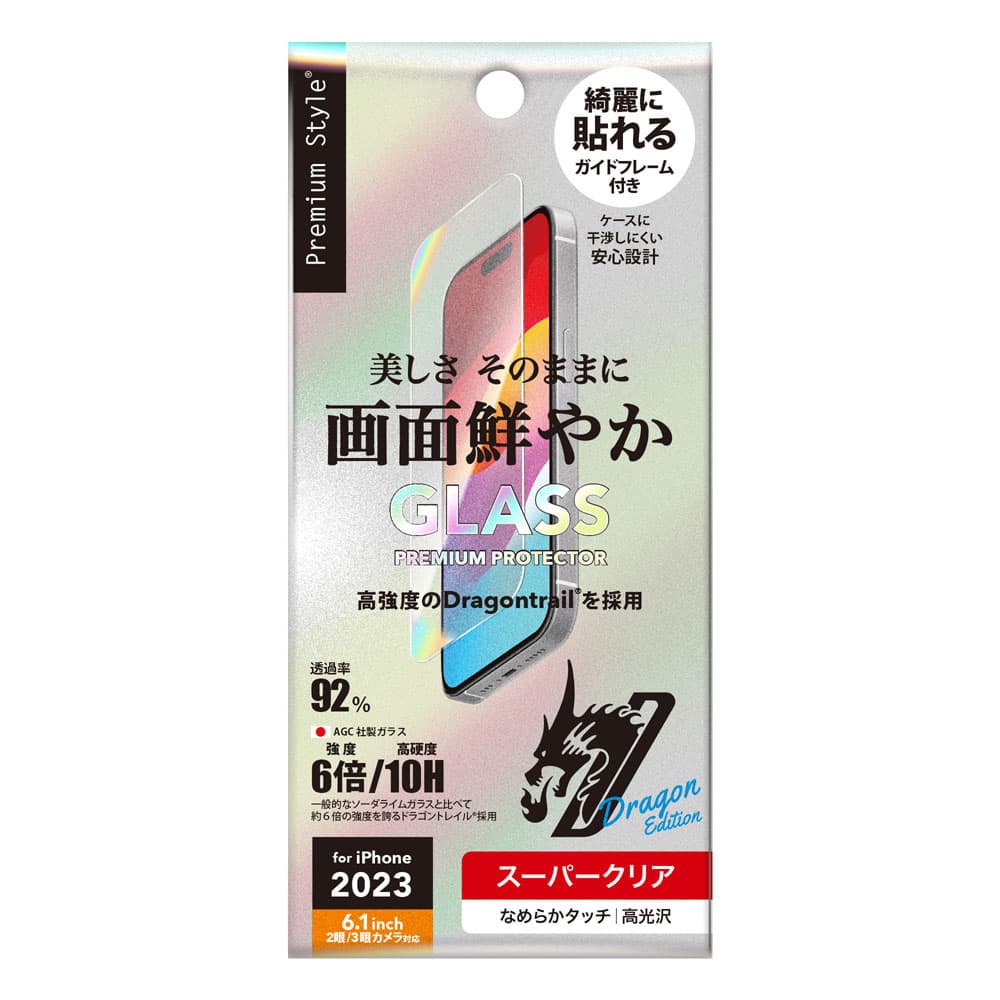 Premium Style®
綺麗に
貼れる
ガイドフレーム
付き
ケースに
干渉しにくい
安心設計
美しさ そのままに
画面鮮やか
GLASS
PREMIUM PROTECTOR
高強度のDragontrail®を採用
透過率
92%
AGC 社製ガラス
強度 高硬度
6倍/10H
一般的なソーダライムガラスと比べて
約6倍の強度を誇るドラゴントレイル®採用
Dragon
Edition
for iPhone
2023
6.1inch
2眼/3眼カメラ対応
スーパークリア
なめらかタッチ|高光沢